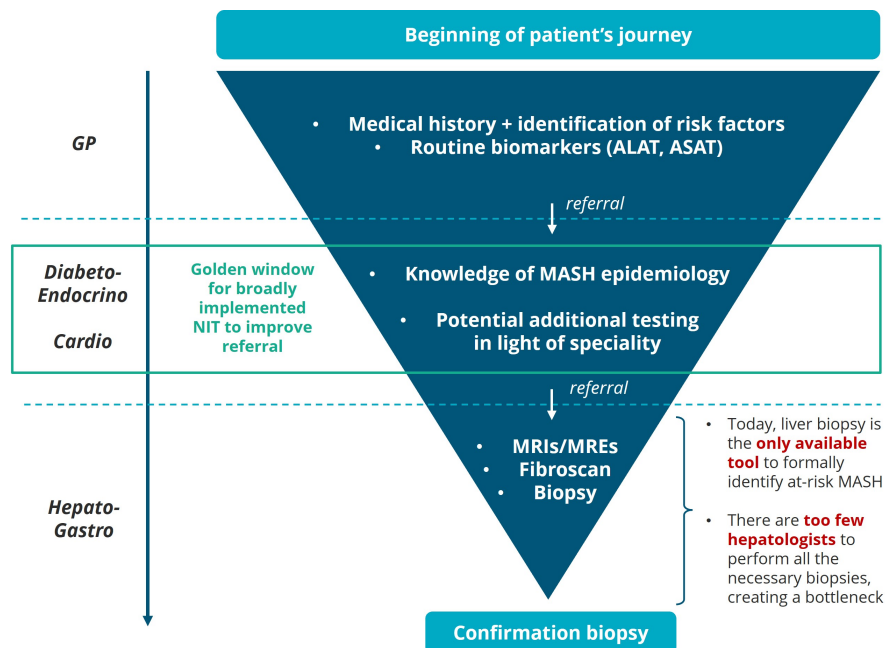 Beginning of patient's journey
GP
• Medical history + identification of risk factors
• Routine biomarkers (ALAT, ASAT)
referral
Diabeto-
Endocrino
Cardio
Golden window
for broadly
implemented
NIT to improve
referral
• Knowledge of MASH epidemiology
• Potential additional testing
in light of speciality
referral
Hepato-
Gastro
• MRIs/MREs
• Fibroscan
• Biopsy
• Today, liver biopsy is
the only available
tool to formally
identify at-risk MASH
• There are too few
hepatologists to
perform all the
necessary biopsies,
creating a bottleneck
Confirmation biopsy